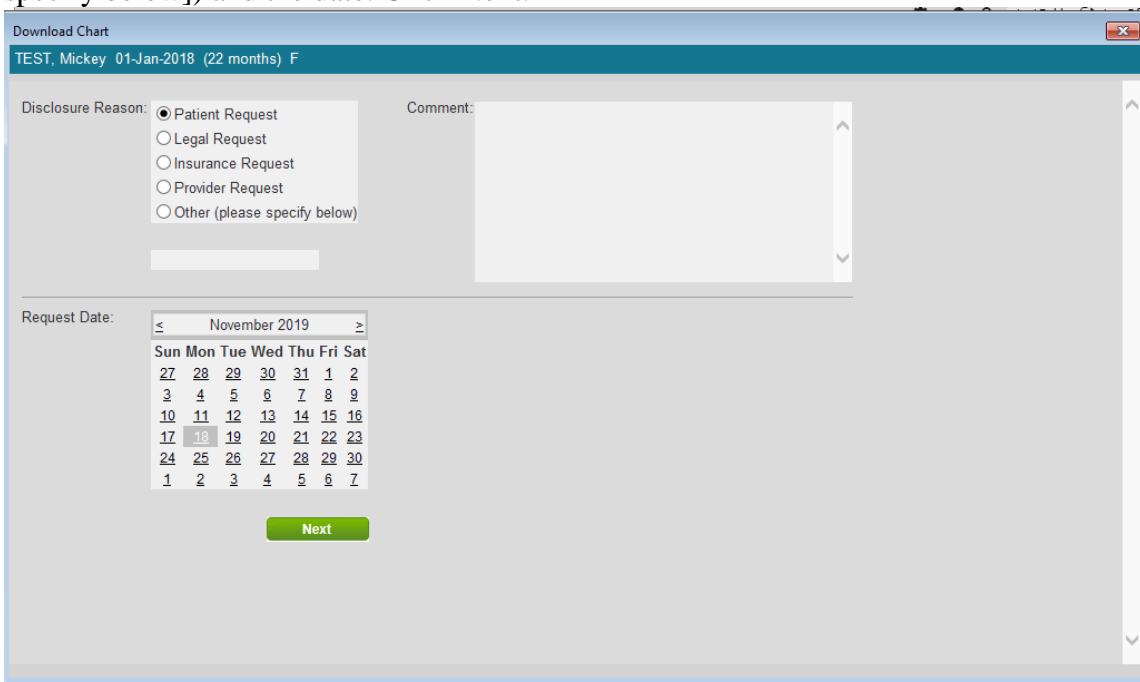 Download Chart
TEST, Mickey 01-Jan-2018 (22 months) F
Disclosure Reason:
Patient Request
Legal Request
Insurance Request
Provider Request
Other (please specify below)
Comment:
Request Date:
< November 2019 >
Sun Mon Tue Wed Thu Fri Sat
27 28 29 30 31 1 2
3 4 5 6 7 8 9
10 11 12 13 14 15 16
17 18 19 20 21 22 23
24 25 26 27 28 29 30
1 2 3 4 5 6 7
Next